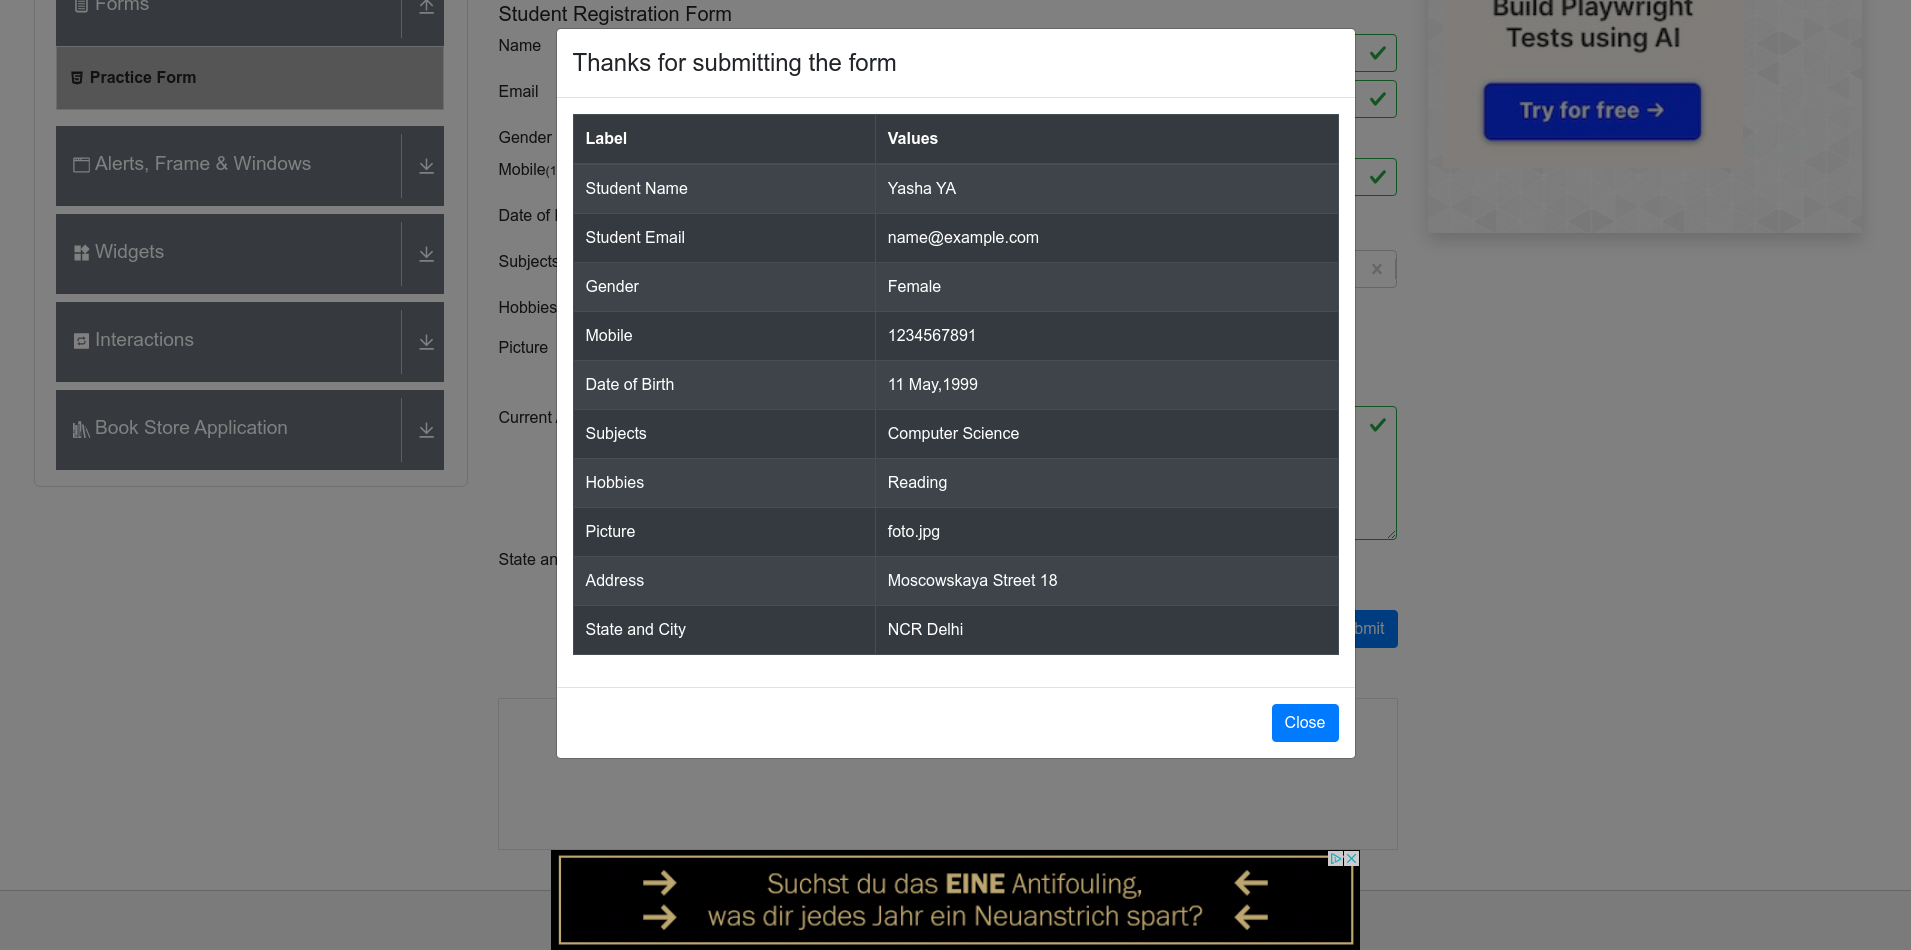 Forms
Practice Form
Alerts, Frame & Windows
Widgets
Interactions
Book Store Application
Student Registration Form
Name
Email
Gender
Mobile(1
Date of
Subjects
Hobbies
Picture
Current
State an
bmit
Thanks for submitting the form
Label Values
Student Name Yasha YA
Student Email name@example.com
Gender Female
Mobile 1234567891
Date of Birth 11 May,1999
Subjects Computer Science
Hobbies Reading
Picture foto.jpg
Address Moscowskaya Street 18
State and City NCR Delhi
Close
Build Playwright
Tests using AI
Try for free →
Suchst du das EINE Antifouling,
was dir jedes Jahr ein Neuanstrich spart?